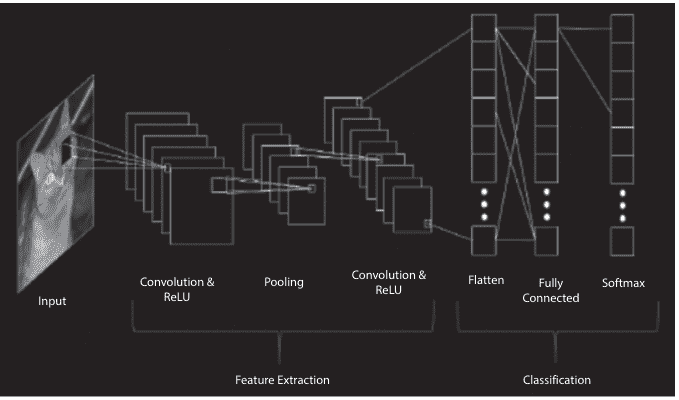 Input
Convolution &
ReLU
Pooling
Convolution &
ReLU
Flatten
Fully
Connected
Softmax
Feature Extraction
Classification